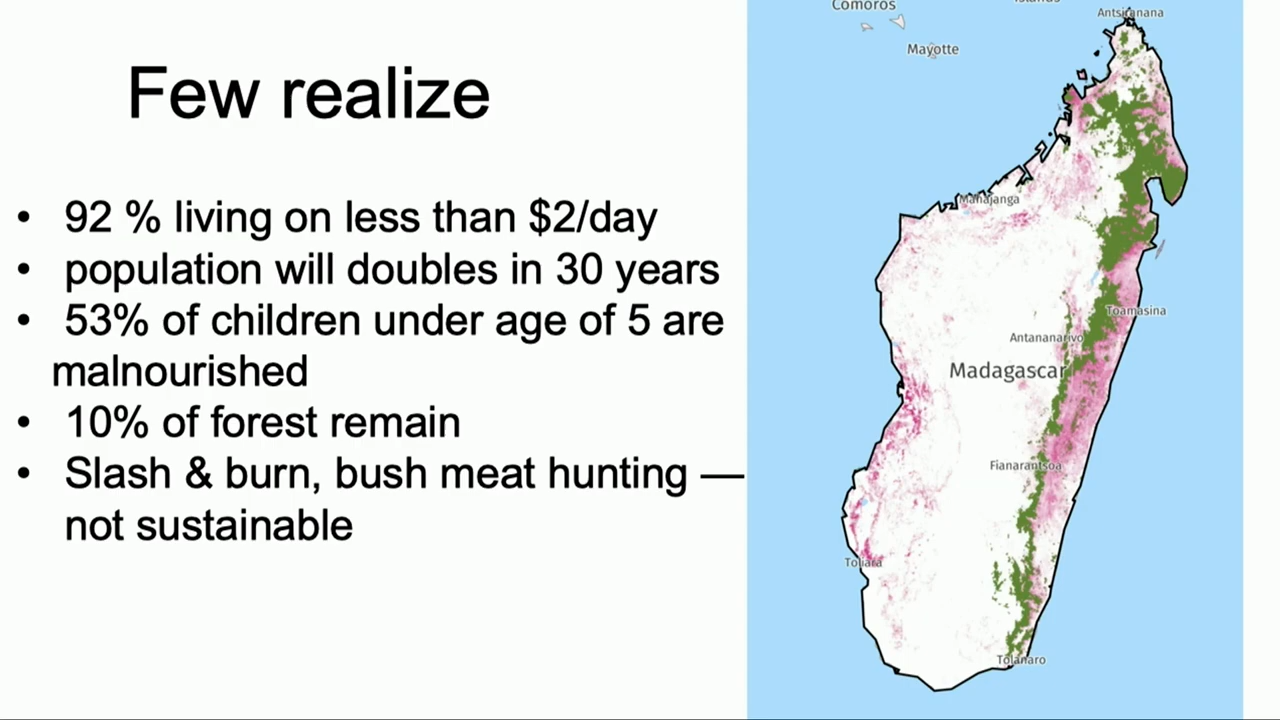 Few realize
• 92 % living on less than $2/day
• population will doubles in 30 years
• 53% of children under age of 5 are
malnourished
• 10% of forest remain
• Slash & burn, bush meat hunting —
not sustainable
Comoros
Mayotte
Antsiranana
Mahajanga
Toamasina
Antananarivo
Madagascar
Fianarantsoa
Toliara
Tolanaro